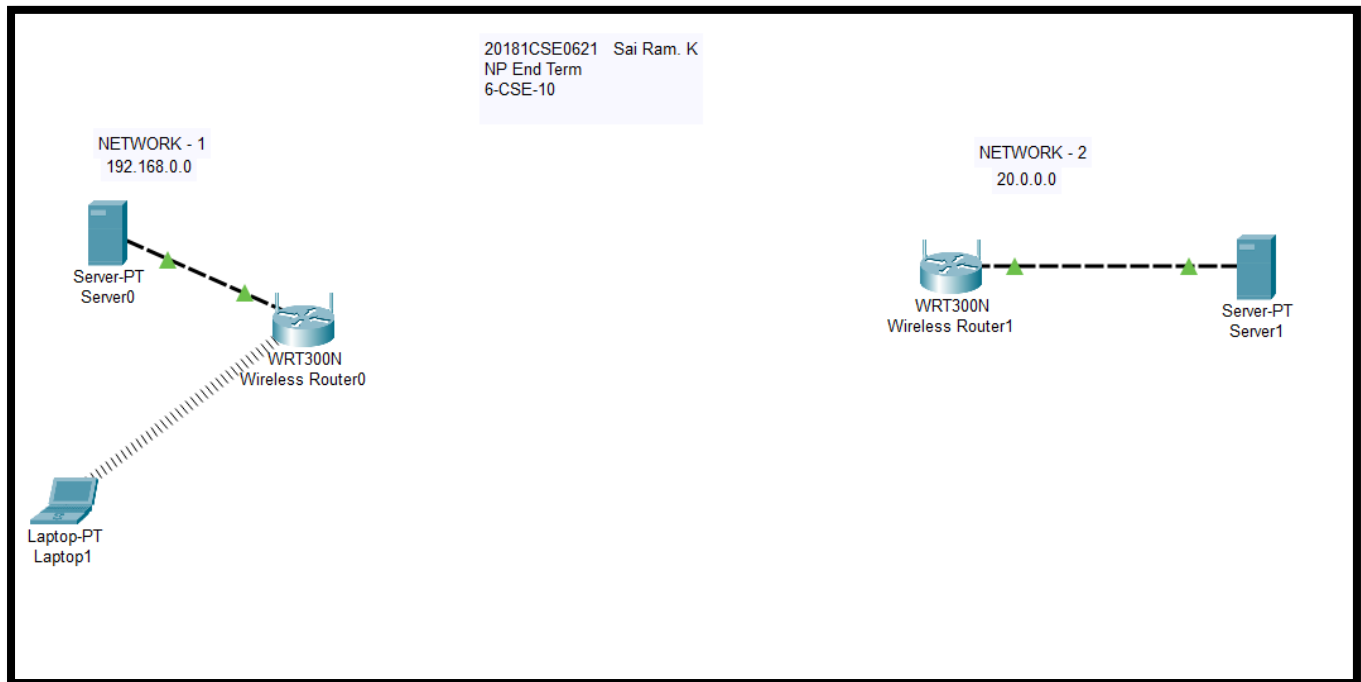 20181CSE0621 Sai Ram. K
NP End Term
6-CSE-10
NETWORK - 1
192.168.0.0
Server-PT
Server0
WRT300N
Wireless Router0
Laptop-PT
Laptop1
NETWORK - 2
20.0.0.0
WRT300N
Wireless Router1
Server-PT
Server1